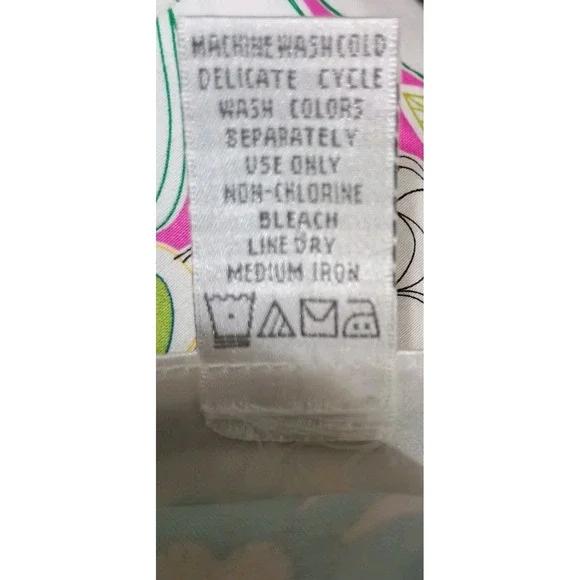 MACHINE WASH COLD
DELICATE CYCLE
WASH COLORS
SEPARATELY
USE ONLY
NON-CHLORINE
BLEACH
LINE DRY
MEDIUM IRON